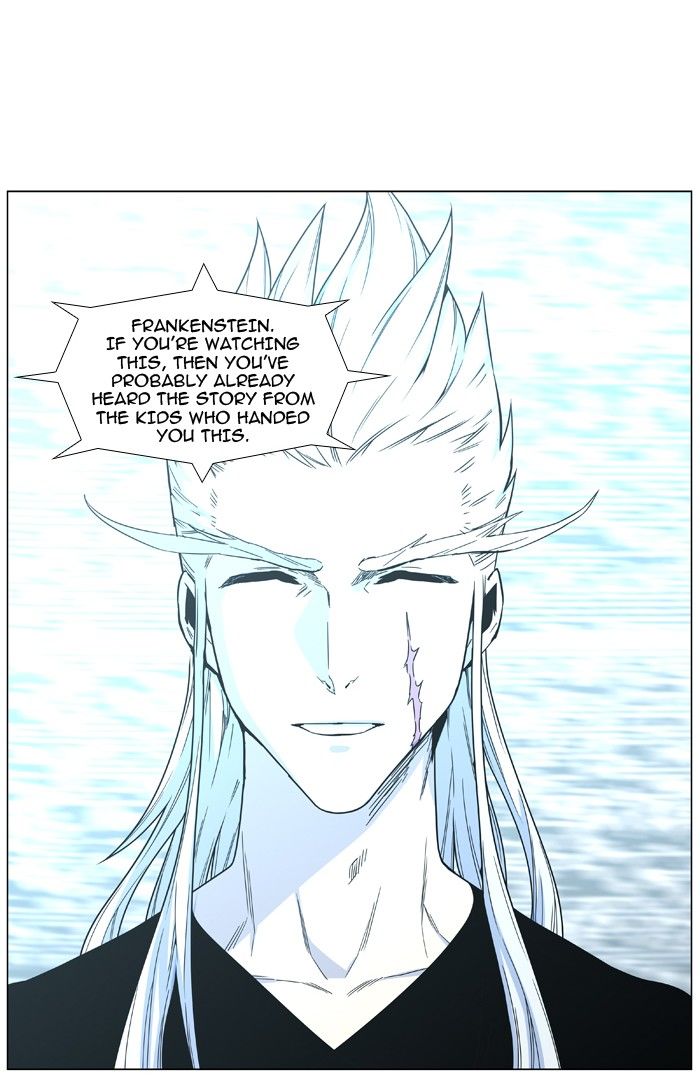 FRANKENSTEIN.
IF YOU'RE WATCHING
THIS, THEN YOU'VE
PROBABLY ALREADY
HEARD THE STORY FROM
THE KIDS WHO HANDED
YOU THIS.